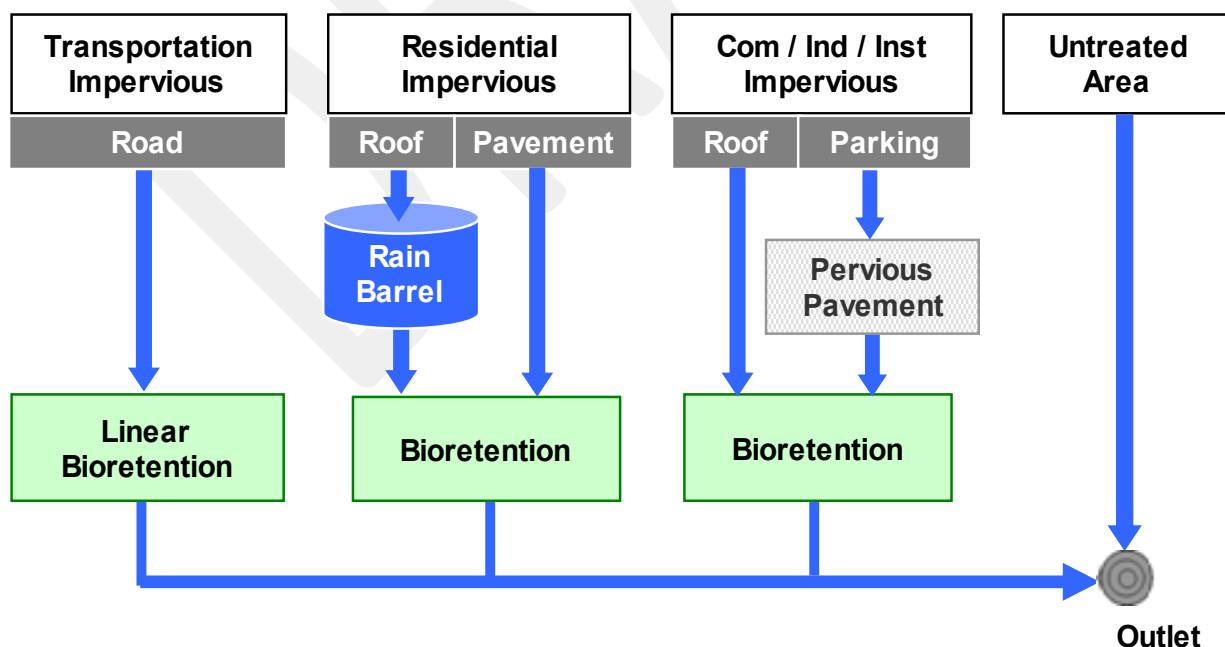 Transportation
Impervious
Residential
Impervious
Com / Ind / Inst
Impervious
Untreated
Area
Road
Roof
Pavement
Roof
Parking
Rain
Barrel
Pervious
Pavement
Linear
Bioretention
Bioretention
Bioretention
Outlet